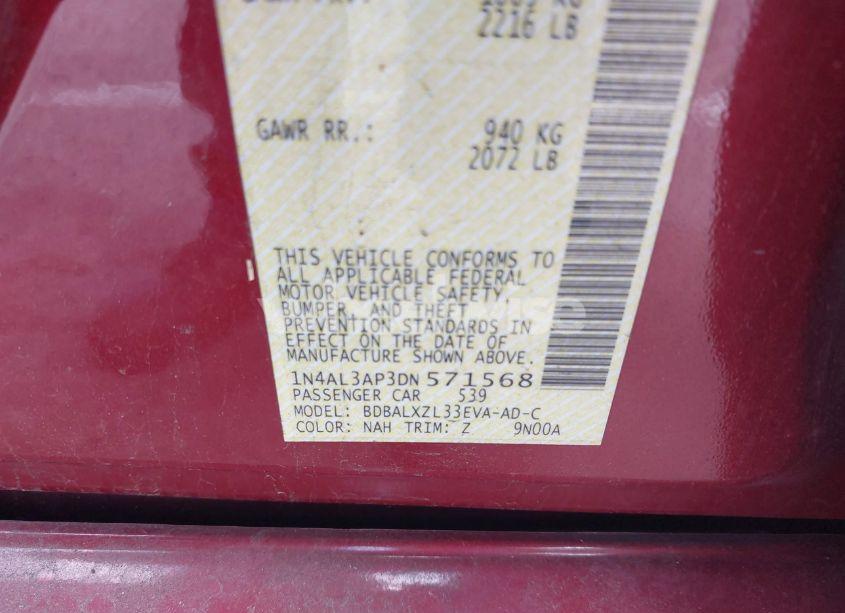 2216 LB
GAWR RR.: 940 KG
2072 LB
THIS VEHICLE CONFORMS TO
ALL APPLICABLE FEDERAL
MOTOR VEHICLE SAFETY,
BUMPER, AND THEFT
PREVENTION STANDARDS IN
EFFECT ON THE DATE OF
MANUFACTURE SHOWN ABOVE.
1N4AL3AP3DN571568
PASSENGER CAR 539
MODEL: BDBALXZL33EVA-AD-C
COLOR: NAH TRIM: Z 9N00A